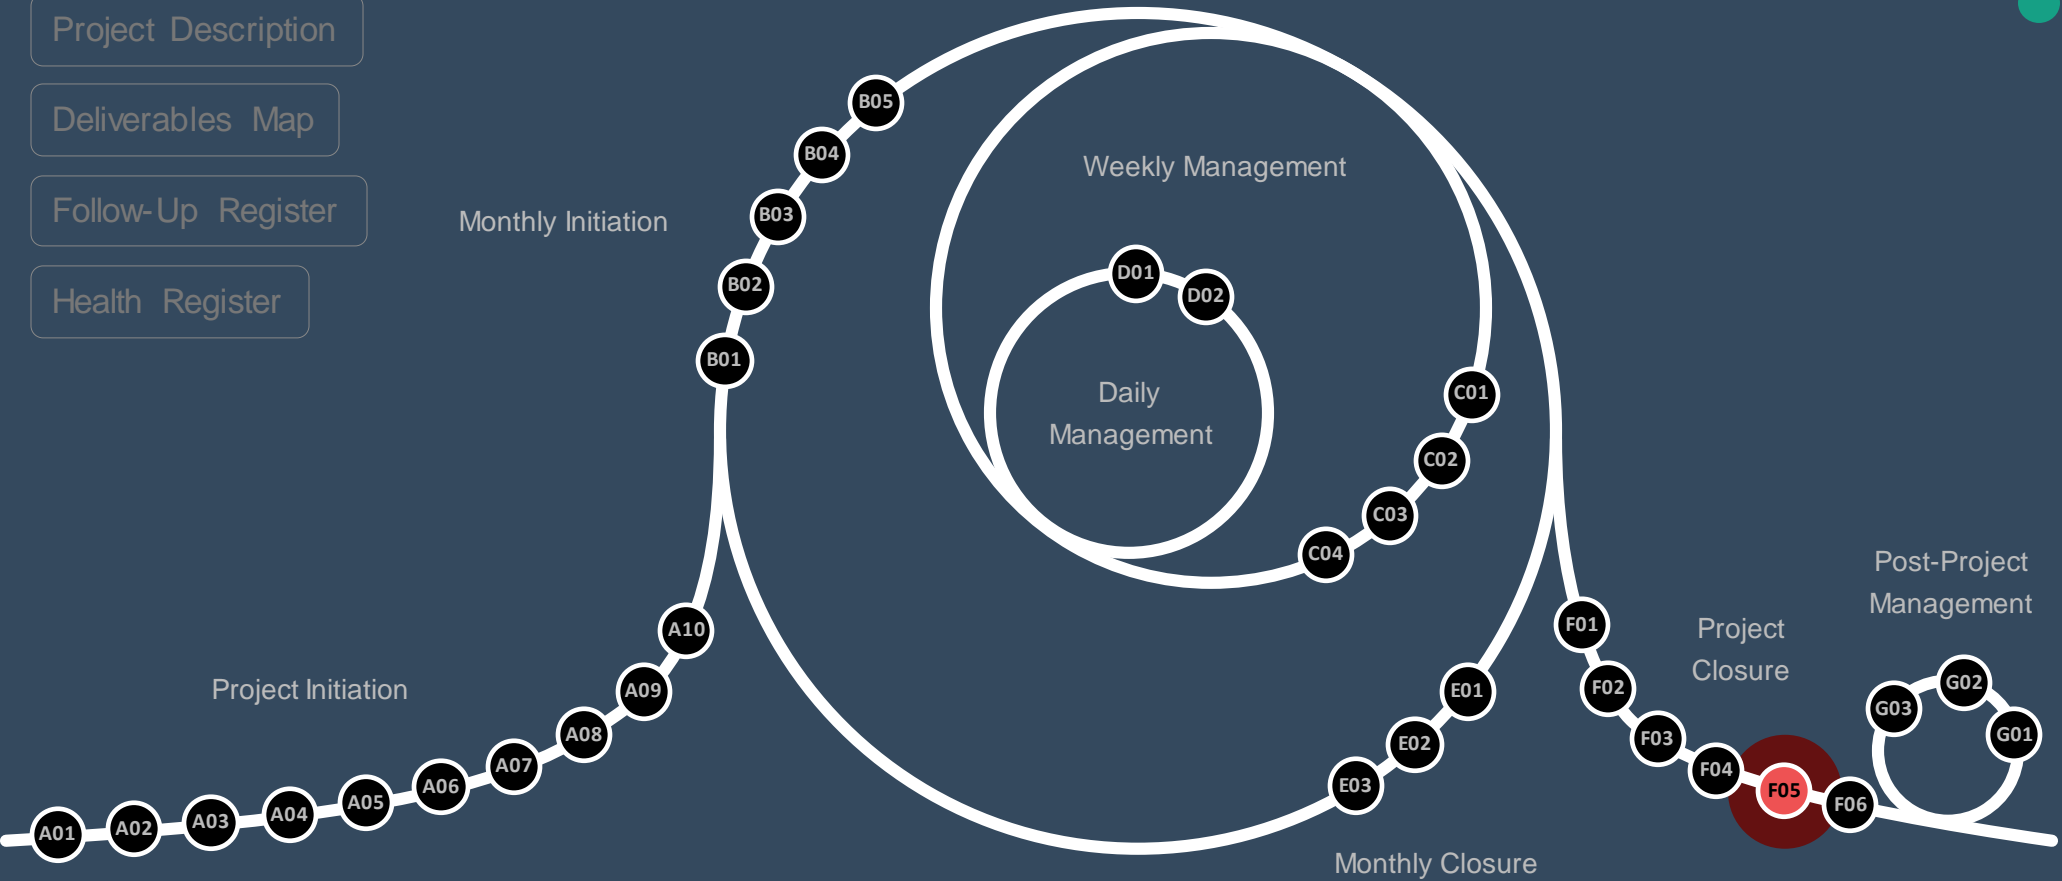 Project Description
Deliverables Map
Follow-Up Register
Health Register
Monthly Initiation
B05
B04
B03
B02
B01
Weekly Management
D01
D02
Daily
Management
C01
C02
C03
C04
Project Initiation
A01
A02
A03
A04
A05
A06
A07
A08
A09
A10
E01
E02
E03
Monthly Closure
Project
Closure
F01
F02
F03
F04
F05
F06
Post-Project
Management
G03
G02
G01